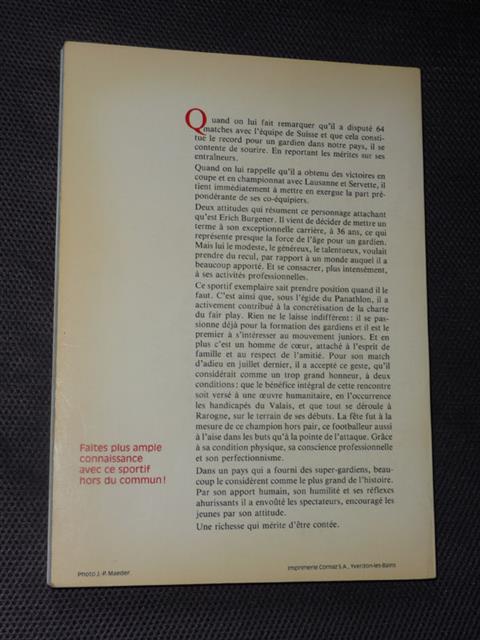 Quand on lui fait remarquer qu'il a disputé 64
matches avec l'équipe de Suisse et que cela consti-
tue le record pour un gardien dans notre pays, il se
contente de sourire. En reportant les mérites sur ses
entraîneurs.
Quand on lui rappelle qu'il a obtenu des victoires en
coupe et en championnat avec Lausanne et Servette, il
tient immédiatement à mettre en exergue la part pré-
pondérante de ses co-équipiers.
Deux attitudes qui résument ce personnage attachant
qu'est Erich Burgener. Il vient de décider de mettre un
terme à son exceptionnelle carrière, à 36 ans, ce qui
représente presque la force de l'âge pour un gardien.
Mais lui le modeste, le généreux, le talentueux, voulait
prendre du recul, par rapport à un monde auquel il a
beaucoup apporté. Et se consacrer, plus intensément,
à ses activités professionnelles.
Ce sportif exemplaire sait prendre position quand il le
faut. C'est ainsi que, sous l'égide du Panathlon, il a
activement contribué à la concrétisation de la charte
du fair play. Rien ne le laisse indifférent: il se pas-
sionne déjà pour la formation des gardiens et il est le
premier à s'intéresser au mouvement juniors. Et en
plus c'est un homme de cœur, attaché à l'esprit de
famille et au respect de l'amitié. Pour son match
d'adieu en juillet dernier, il a accepté ce geste, qu'il
considérait comme un trop grand honneur, à deux
conditions: que le bénéfice intégral de cette rencontre
soit versé à une œuvre humanitaire, en l'occurrence
les handicapés du Valais, et que tout se déroule à
Rarogne, sur le terrain de ses débuts. La fête fut à la
mesure de ce champion hors pair, ce footballeur aussi
à l'aise dans les buts qu'à la pointe de l'attaque. Grâce
à sa condition physique, sa conscience professionnelle
et son perfectionnisme.
Dans un pays qui a fourni des super-gardiens, beau-
coup le considèrent comme le plus grand de l'histoire.
Par son apport humain, son humilité et ses réflexes
ahurissants il a envoûté les spectateurs, encouragé les
jeunes par son attitude.
Une richesse qui mérite d'être contée.
Faites plus ample
connaissance
avec ce sportif
hors du commun!
Photo J.-P. Maeder
Imprimerie Cornaz S.A., Yverdon-les-Bains